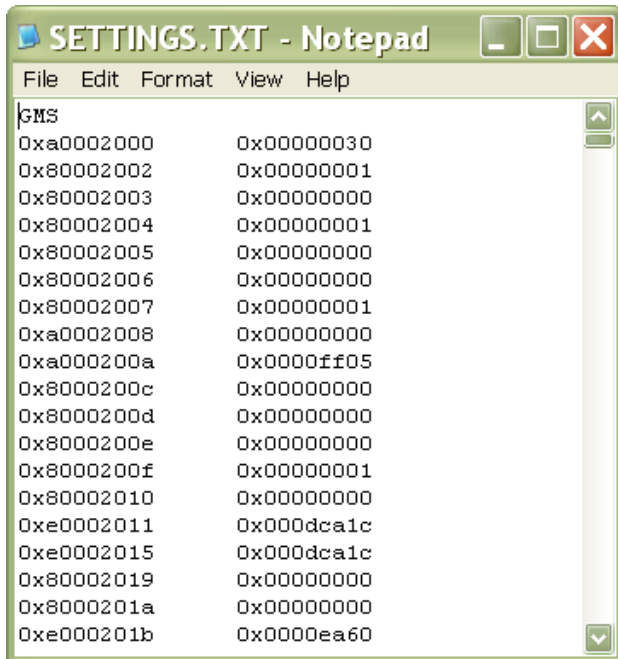 SETTINGS.TXT - Notepad
File Edit Format View Help
GMS
0xa0002000 0x00000030
0x80002002 0x00000001
0x80002003 0x00000000
0x80002004 0x00000001
0x80002005 0x00000000
0x80002006 0x00000000
0x80002007 0x00000001
0xa0002008 0x00000000
0xa000200a 0x0000ff05
0x8000200c 0x00000000
0x8000200d 0x00000000
0x8000200e 0x00000000
0x8000200f 0x00000001
0x80002010 0x00000000
0xe0002011 0x000dca1c
0xe0002015 0x000dca1c
0x80002019 0x00000000
0x8000201a 0x00000000
0xe000201b 0x0000ea60